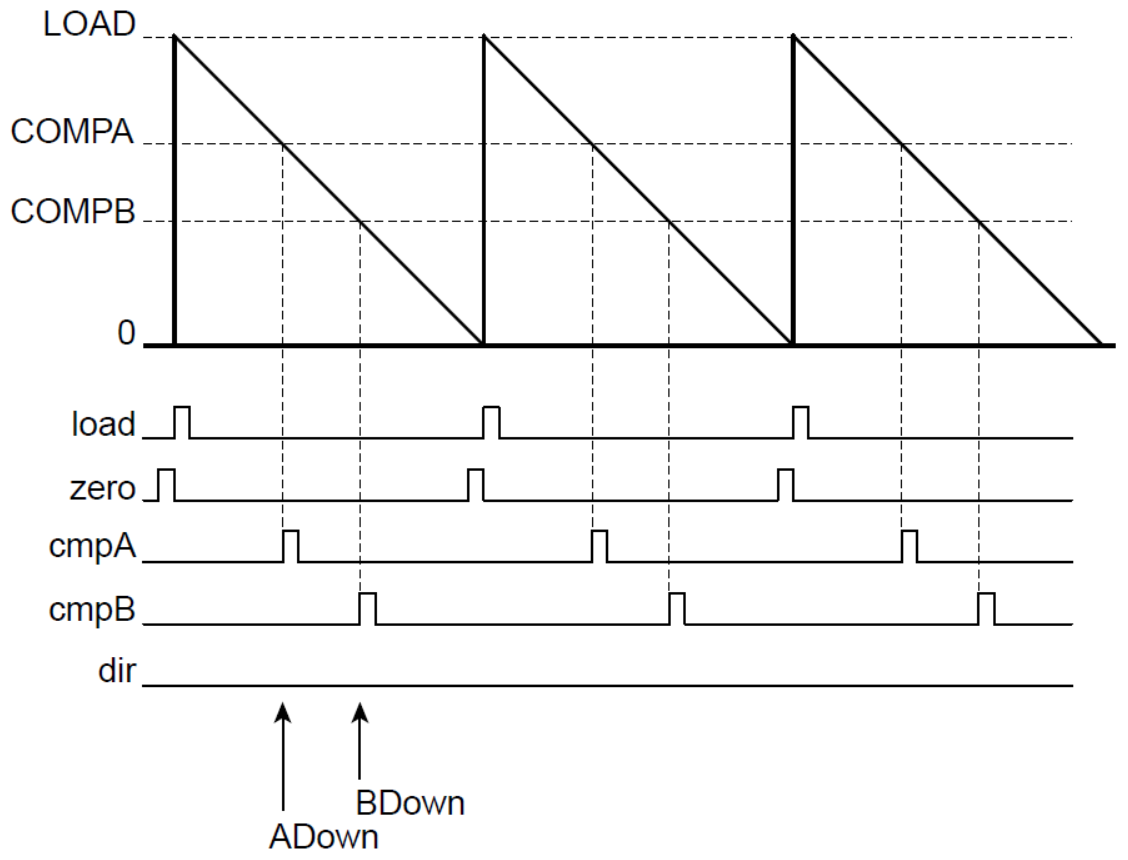 LOAD
COMPA
COMPB
0
load
zero
cmpA
cmpB
dir
BDown
ADown